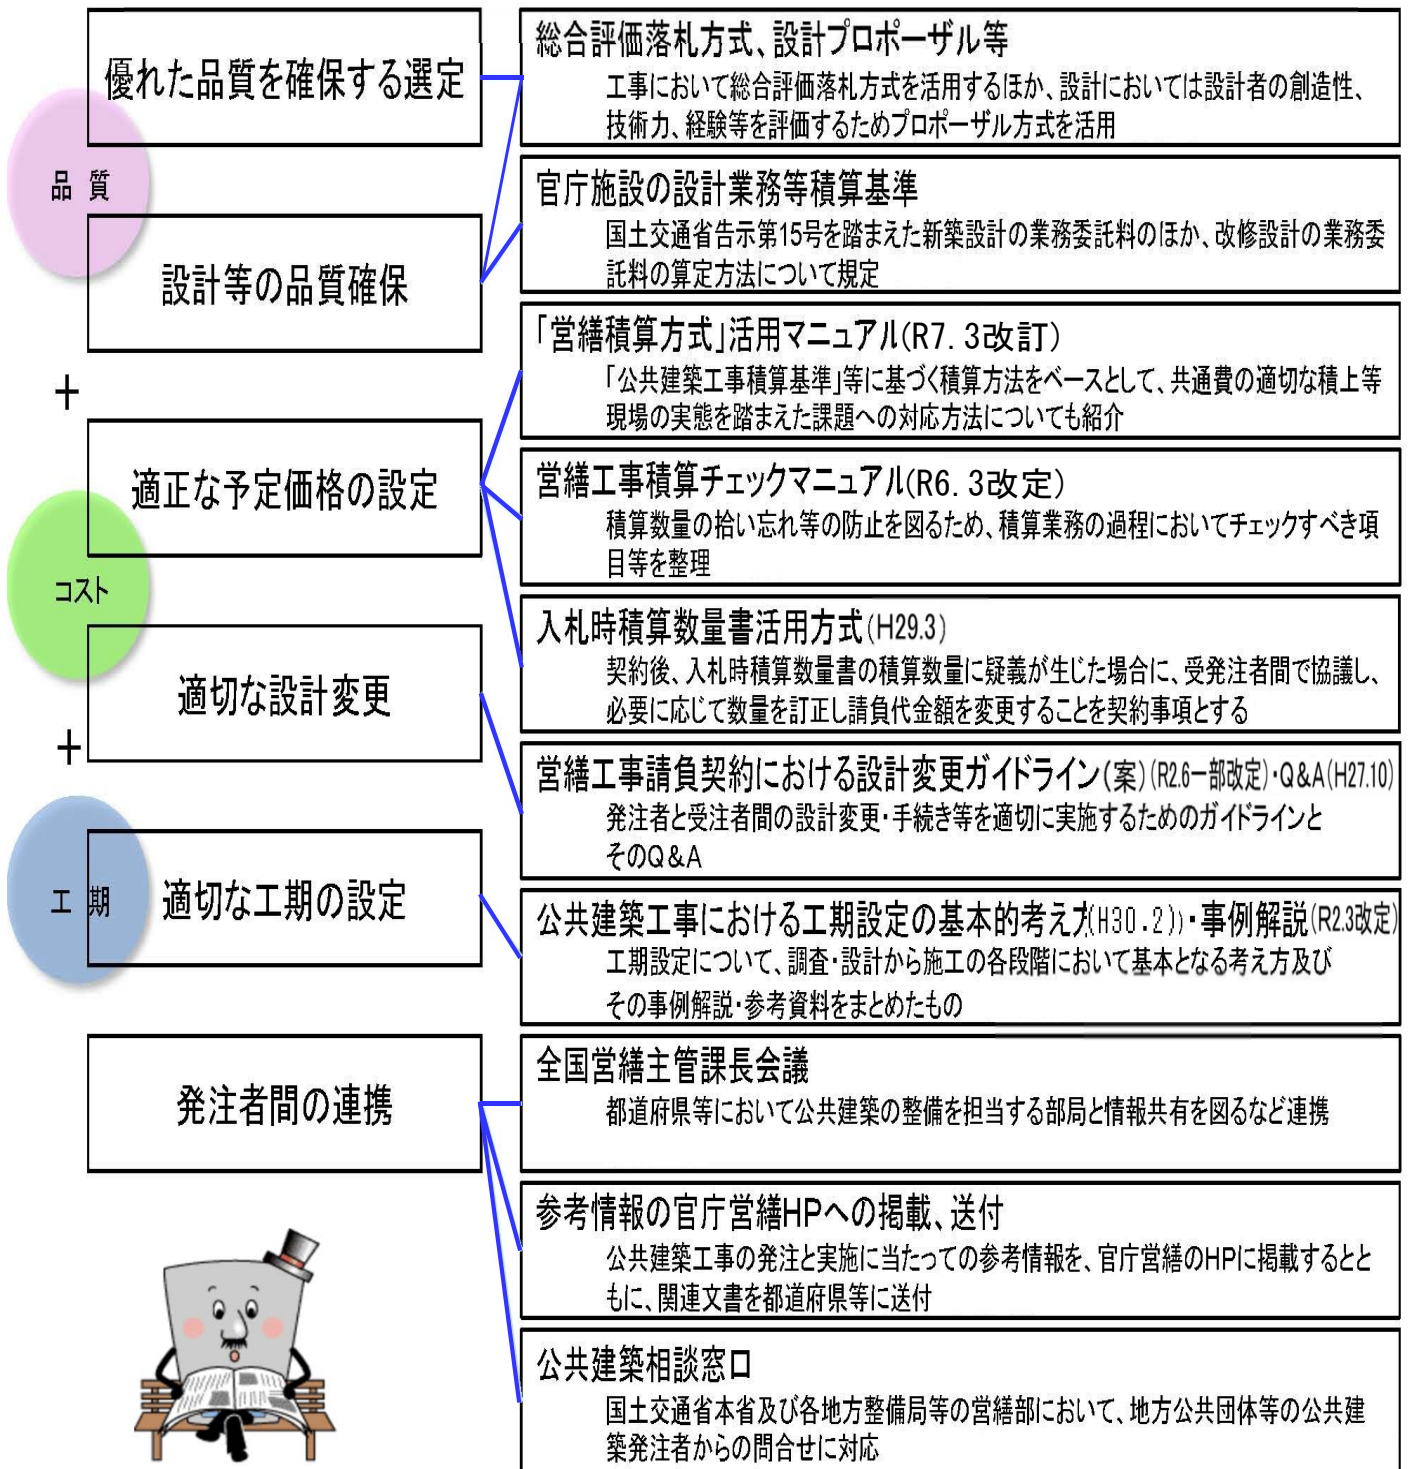 優れた品質を確保する選定
品 質
設計等の品質確保
＋
適正な予定価格の設定
コスト
適切な設計変更
＋
工 期
適切な工期の設定
発注者間の連携
総合評価落札方式、設計プロポーザル等
工事において総合評価落札方式を活用するほか、設計においては設計者の創造性、
技術力、経験等を評価するためプロポーザル方式を活用
官庁施設の設計業務等積算基準
国土交通省告示第15号を踏まえた新築設計の業務委託料のほか、改修設計の業務委
託料の算定方法について規定
「営繕積算方式」活用マニュアル(R7．3改訂)
「公共建築工事積算基準」等に基づく積算方法をベースとして、共通費の適切な積上等
現場の実態を踏まえた課題への対応方法についても紹介
営繕工事積算チェックマニュアル(R6．3改定)
積算数量の拾い忘れ等の防止を図るため、積算業務の過程においてチェックすべき項
目等を整理
入札時積算数量書活用方式(H29.3)
契約後、入札時積算数量書の積算数量に疑義が生じた場合に、受発注者間で協議し、
必要に応じて数量を訂正し請負代金額を変更することを契約事項とする
営繕工事請負契約における設計変更ガイドライン(案)(R2.6一部改定)・Q&A(H27.10)
発注者と受注者間の設計変更・手続き等を適切に実施するためのガイドラインと
そのQ&A
公共建築工事における工期設定の基本的考え方(H30.2))・事例解説(R2.3改定)
工期設定について、調査・設計から施工の各段階において基本となる考え方及び
その事例解説・参考資料をまとめたもの
全国営繕主管課長会議
都道府県等において公共建築の整備を担当する部局と情報共有を図るなど連携
参考情報の官庁営繕HPへの掲載、送付
公共建築工事の発注と実施に当たっての参考情報を、官庁営繕のHPに掲載するとと
もに、関連文書を都道府県等に送付
公共建築相談窓口
国土交通省本省及び各地方整備局等の営繕部において、地方公共団体等の公共建
築発注者からの問合せに対応